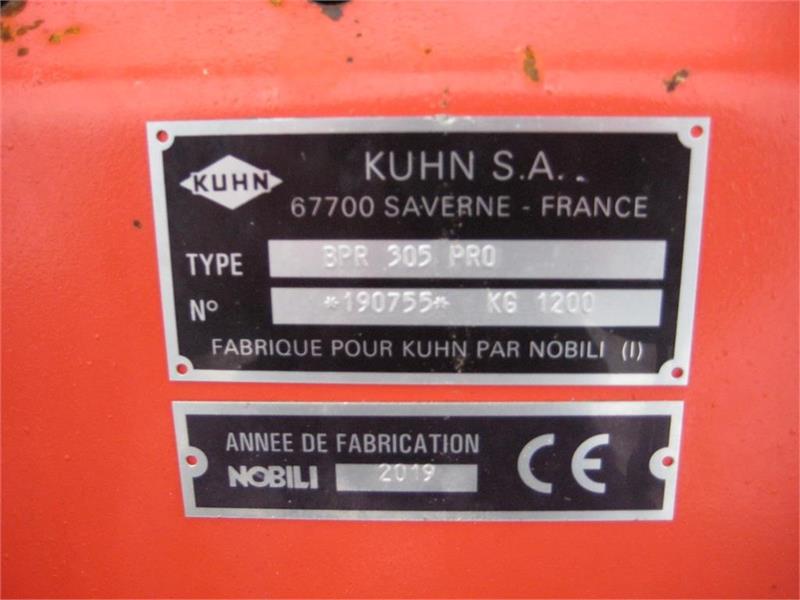 KUHN
KUHN S.A.
67700 SAVERNE - FRANCE
TYPE BPR 305 PRO
Nº *190755* KG 1200
FABRIQUE POUR KUHN PAR NOBILI (I)
ANNEE DE FABRICATION
NOBILI 2019
CE